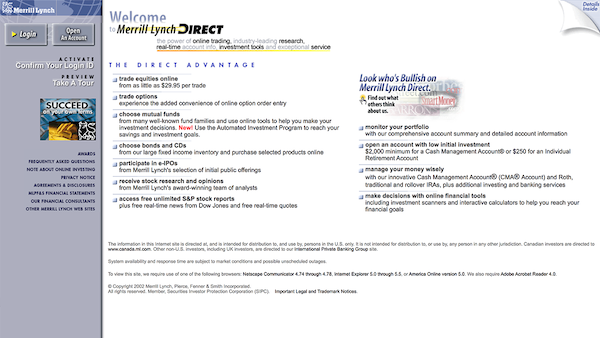 Merrill Lynch
Login
Open
An Account
ACTIVATE
Confirm Your Login ID
PREVIEW
Take A Tour
SUCCEED
on your own terms
AWARDS
FREQUENTLY ASKED QUESTIONS
NOTE ABOUT ONLINE INVESTING
PRIVACY NOTICE
AGREEMENTS & DISCLOSURES
MLPF&S FINANCIAL STATEMENTS
OUR FINANCIAL CONSULTANTS
OTHER MERRILL LYNCH WEB SITES
Details
Inside
Welcome
to Merrill Lynch DIRECT
the power of online trading, industry-leading research,
real-time account info, investment tools and exceptional service
THE DIRECT ADVANTAGE
trade equities online
from as little as $29.95 per trade
trade options
experience the added convenience of online option order entry
choose mutual funds
from many well-known fund families and use online tools to help you make your
investment decisions. New! Use the Automated Investment Program to reach your
savings and investment goals.
choose bonds and CDs
from our large fixed income inventory and purchase selected products online
participate in e-IPOs
from Merrill Lynch's selection of initial public offerings
receive stock research and opinions
from Merrill Lynch's award-winning team of analysts
access free unlimited S&P stock reports
plus free real-time news from Dow Jones and free real-time quotes
Look who's Bullish on
Merrill Lynch Direct.
Find out what
others think
about us.
SmartMoney
monitor your portfolio
with our comprehensive account summary and detailed account information
open an account with low initial investment
$2,000 minimum for a Cash Management Account® or $250 for an Individual
Retirement Account
manage your money wisely
with our innovative Cash Management Account® (CMA® Account) and Roth,
traditional and rollover IRAs, plus additional investing and banking services
make decisions with online financial tools
including investment scanners and interactive calculators to help you reach your
financial goals
The information in this internet site is directed at, and is intended for distribution to, and use by, persons in the U.S. only. It is not intended for distribution to, or use by, any person in any other jurisdiction. Canadian investors are directed to
www.canada.ml.com. Other non-U.S. investors, including UK investors, are directed to our International Private Banking Group site.
System availability and response time are subject to market conditions and possible unscheduled outages.
To view this site, we require use of one of the following browsers: Netscape Communicator 4.74 through 4.78, Internet Explorer 5.0 through 5.5, or America Online version 5.0. We also require Adobe Acrobat Reader 4.0.
© Copyright 2002 Merrill Lynch, Pierce, Fenner & Smith Incorporated.
All rights reserved. Member, Securities Investor Protection Corporation (SIPC). Important Legal and Trademark Notices.